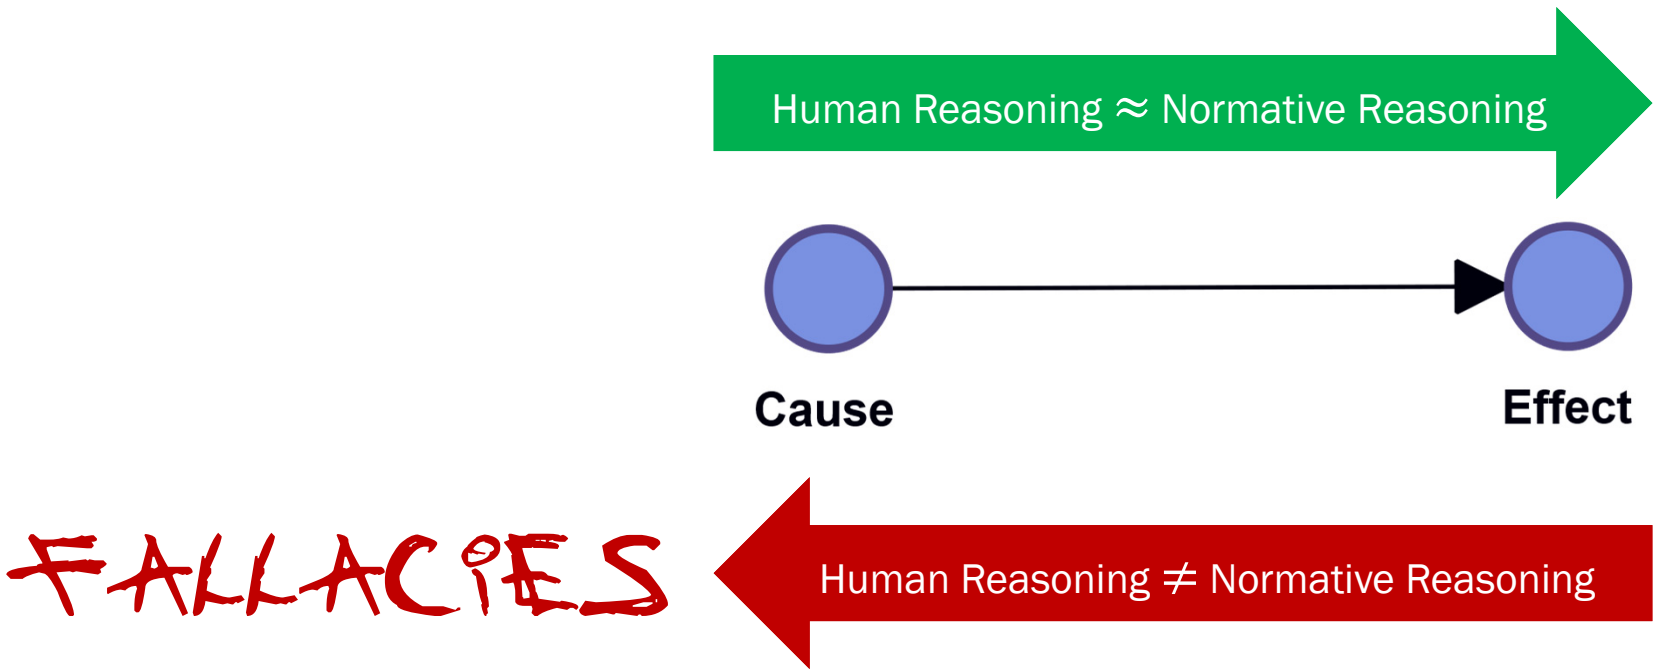 Human Reasoning ≈ Normative Reasoning
Cause
Effect
FALLACiES
Human Reasoning ≠ Normative Reasoning